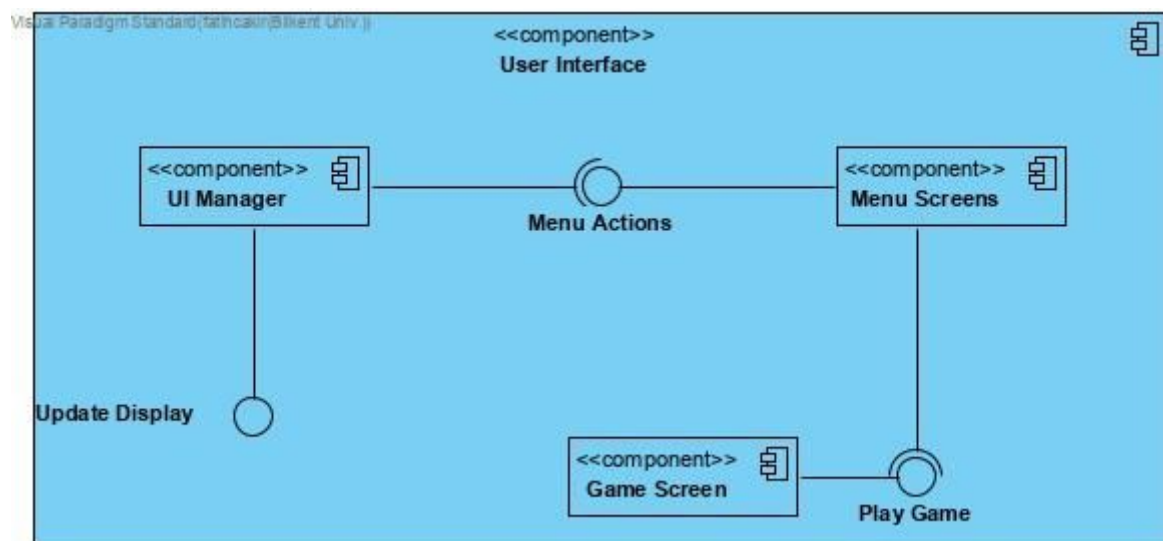 Visual Paradigm Standard(fatihcakir(Bilkent Univ.))
<<component>>
User Interface
<<component>>
UI Manager
Menu Actions
<<component>>
Menu Screens
Update Display
<<component>>
Game Screen
Play Game